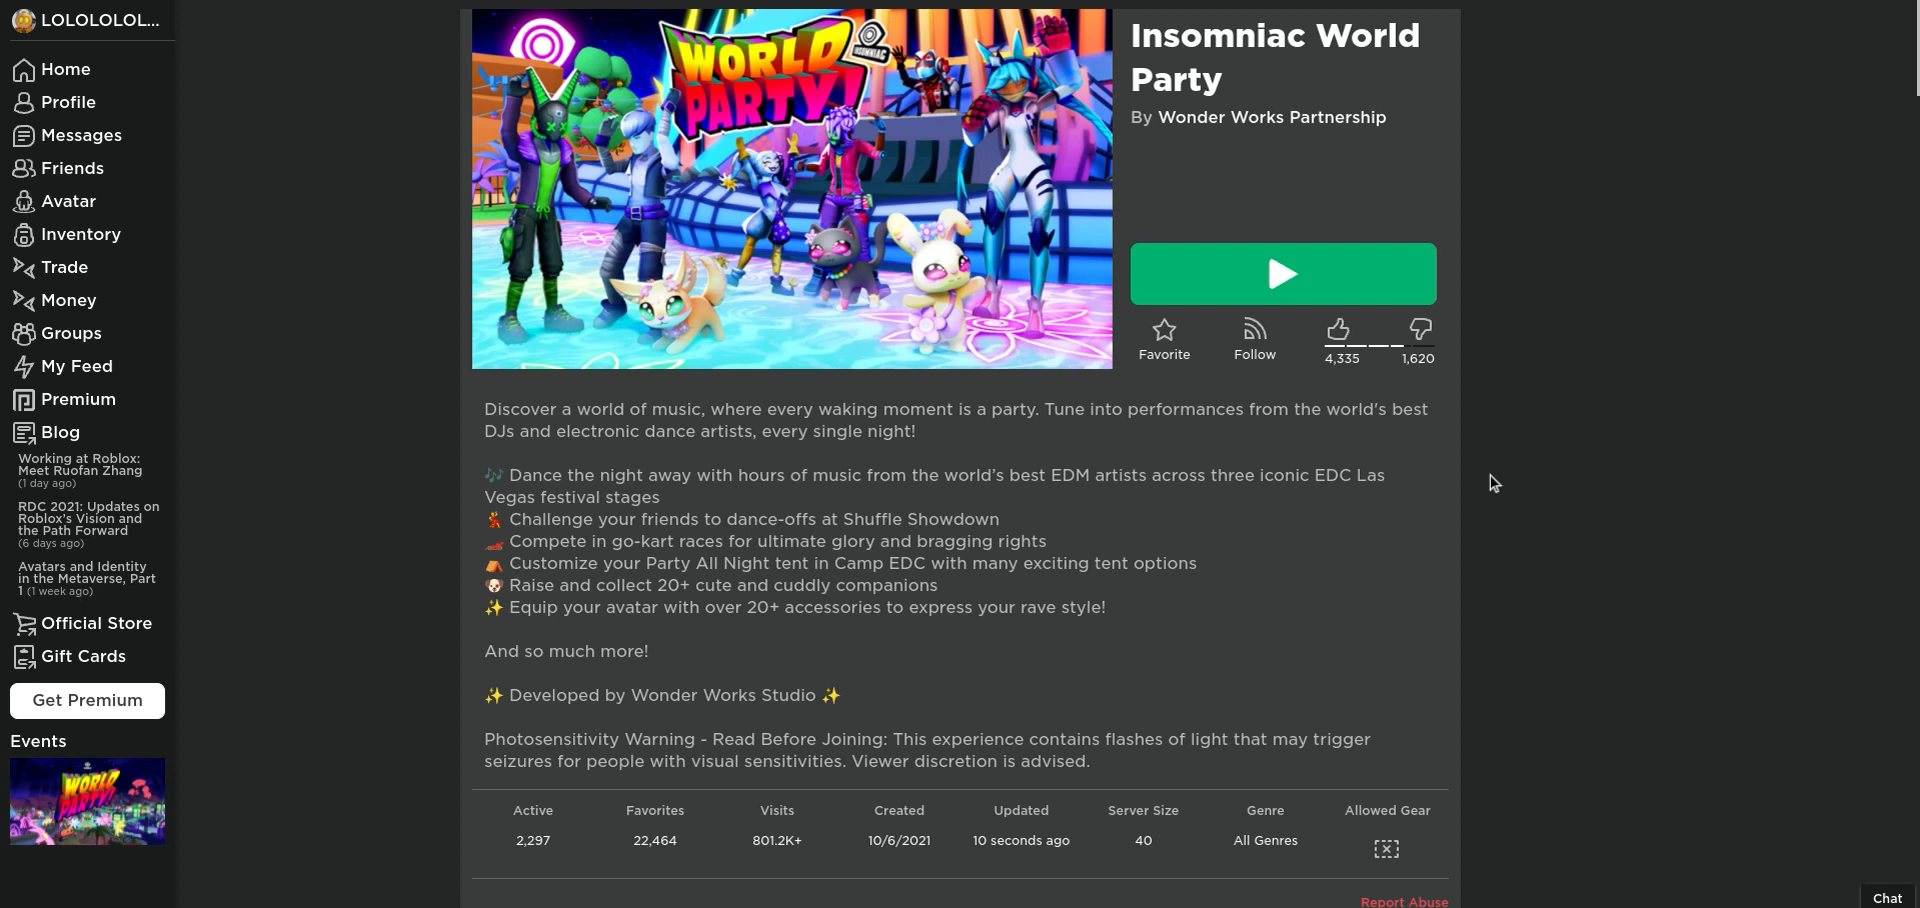 LOLOLOLOL...
Home
Profile
Messages
Friends
Avatar
Inventory
Trade
Money
Groups
My Feed
Premium
Blog
Working at Roblox:
Meet Ruofan Zhang
(1 day ago)
RDC 2021: Updates on
Roblox's Vision and
the Path Forward
(6 days ago)
Avatars and Identity
in the Metaverse, Part
1 (1 week ago)
Official Store
Gift Cards
Get Premium
Events
WORLD
PARTY!
WORLD
PARTY!
INSOMNIAC
Insomniac World
Party
By Wonder Works Partnership
Favorite
Follow
4,335
1,620
Discover a world of music, where every waking moment is a party. Tune into performances from the world's best
DJs and electronic dance artists, every single night!
🎶 Dance the night away with hours of music from the world’s best EDM artists across three iconic EDC Las
Vegas festival stages
💃 Challenge your friends to dance-offs at Shuffle Showdown
🏎️ Compete in go-kart races for ultimate glory and bragging rights
⛺ Customize your Party All Night tent in Camp EDC with many exciting tent options
🐶 Raise and collect 20+ cute and cuddly companions
✨ Equip your avatar with over 20+ accessories to express your rave style!
And so much more!
✨ Developed by Wonder Works Studio ✨
Photosensitivity Warning - Read Before Joining: This experience contains flashes of light that may trigger
seizures for people with visual sensitivities. Viewer discretion is advised.
Active Favorites Visits Created Updated Server Size Genre Allowed Gear
2,297 22,464 801.2K+ 10/6/2021 10 seconds ago 40 All Genres
Report Abuse
Chat